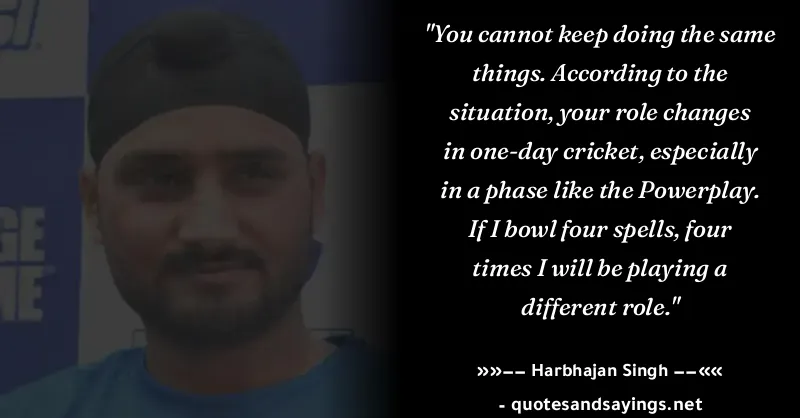 "You cannot keep doing the same
things. According to the
situation, your role changes
in one-day cricket, especially
in a phase like the Powerplay.
If I bowl four spells, four
times I will be playing a
different role."
»»−− Harbhajan Singh −−««
- quotesandsayings.net